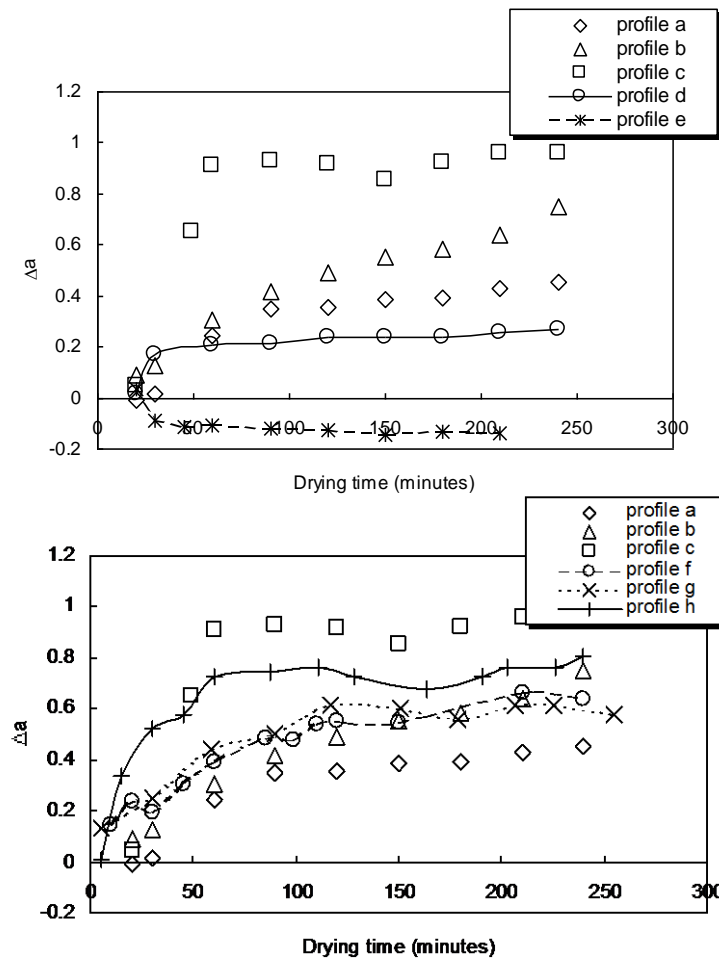 profile a
profile b
profile c
profile d
profile e
1.2
1
0.8
0.6
0.4
0.2
0
-0.2
Δa
0 50 100 150 200 250 300
Drying time (minutes)
profile a
profile b
profile c
profile f
profile g
profile h
1.2
1
0.8
0.6
0.4
0.2
0
-0.2
Δa
0 50 100 150 200 250 300
Drying time (minutes)